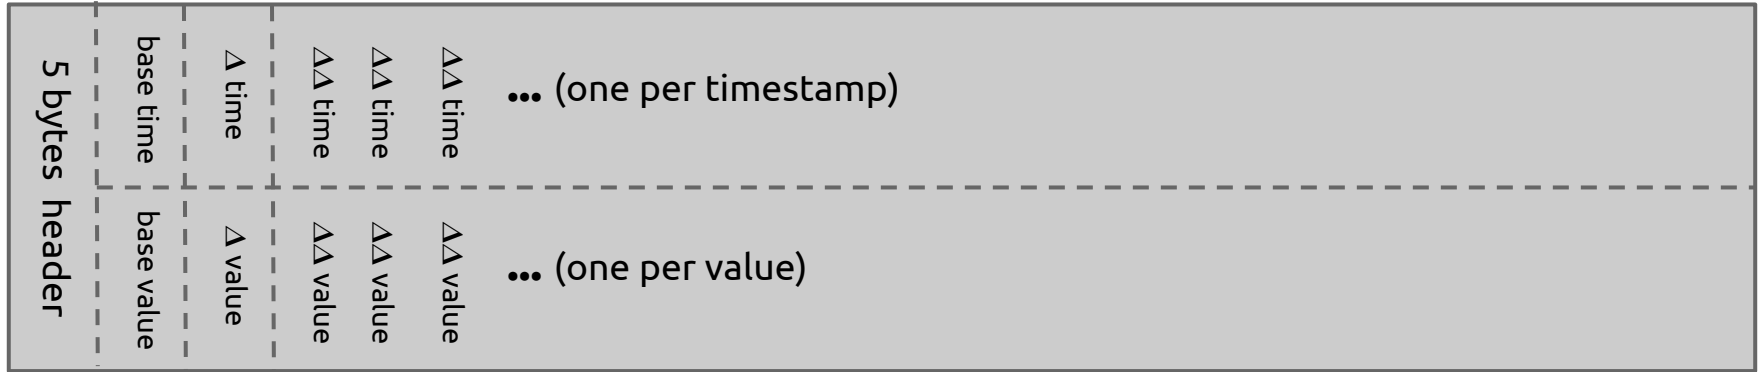 5 bytes header
base time
Δ time
ΔΔ time
ΔΔ time
ΔΔ time
... (one per timestamp)
base value
Δ value
ΔΔ value
ΔΔ value
ΔΔ value
... (one per value)